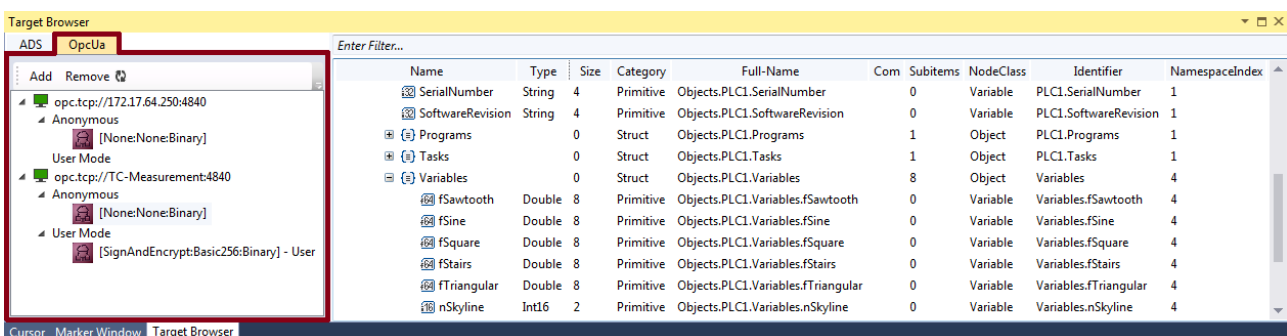 Target Browser
ADS OpcUa
Enter Filter...
Add Remove
opc.tcp://172.17.64.250:4840
Anonymous
[None:None:Binary]
User Mode
opc.tcp://TC-Measurement:4840
Anonymous
[None:None:Binary]
User Mode
[SignAndEncrypt:Basic256:Binary] - User
Name Type Size Category Full-Name Com Subitems NodeClass Identifier NamespaceIndex
SerialNumber String 4 Primitive Objects.PLC1.SerialNumber 0 Variable PLC1.SerialNumber 1
SoftwareRevision String 4 Primitive Objects.PLC1.SoftwareRevision 0 Variable PLC1.SoftwareRevision 1
Programs 0 Struct Objects.PLC1.Programs 1 Object PLC1.Programs 1
Tasks 0 Struct Objects.PLC1.Tasks 1 Object PLC1.Tasks 1
Variables 0 Struct Objects.PLC1.Variables 8 Object Variables 4
fSawtooth Double 8 Primitive Objects.PLC1.Variables.fSawtooth 0 Variable Variables.fSawtooth 4
fSine Double 8 Primitive Objects.PLC1.Variables.fSine 0 Variable Variables.fSine 4
fSquare Double 8 Primitive Objects.PLC1.Variables.fSquare 0 Variable Variables.fSquare 4
fStairs Double 8 Primitive Objects.PLC1.Variables.fStairs 0 Variable Variables.fStairs 4
fTriangular Double 8 Primitive Objects.PLC1.Variables.fTriangular 0 Variable Variables.fTriangular 4
nSkyline Int16 2 Primitive Objects.PLC1.Variables.nSkyline 0 Variable Variables.nSkyline 4
Cursor Marker Window Target Browser